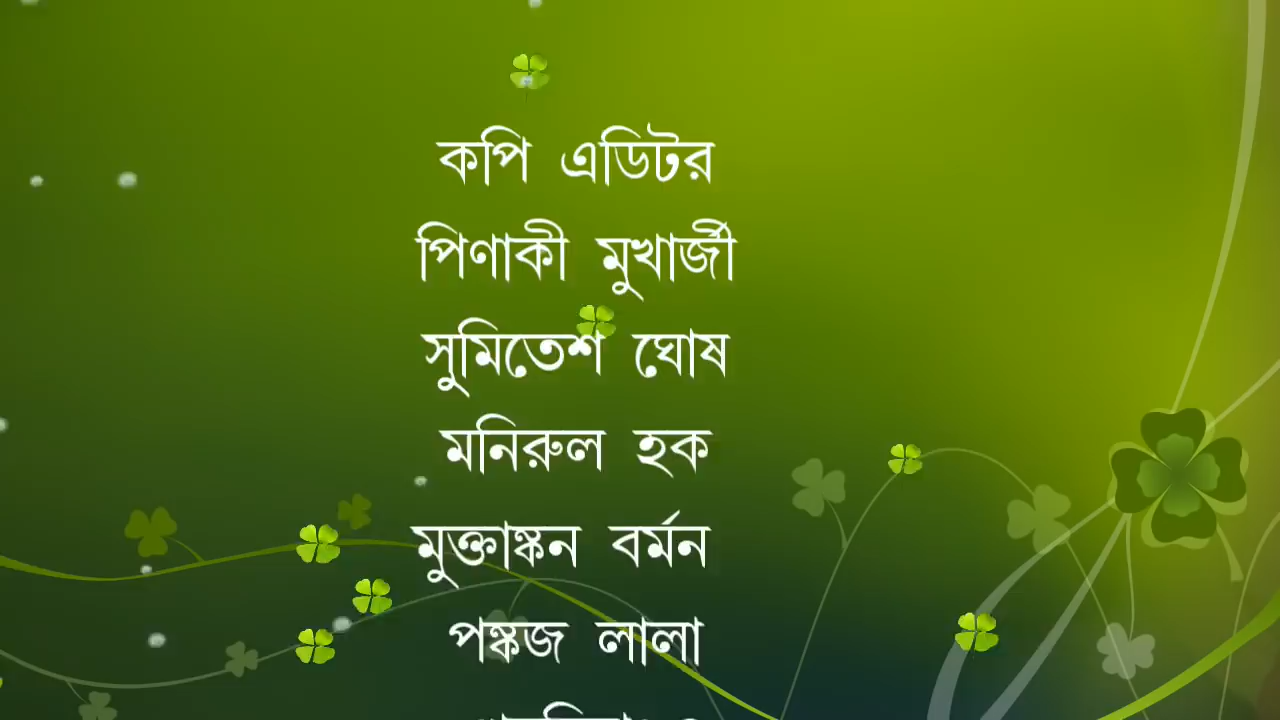 কপি এডিটর
পিণাকী মুখার্জী
সুমিতেশ ঘোষ
মনিরুল হক
মুক্তাঙ্কন বর্মন
পঙ্কজ লালা